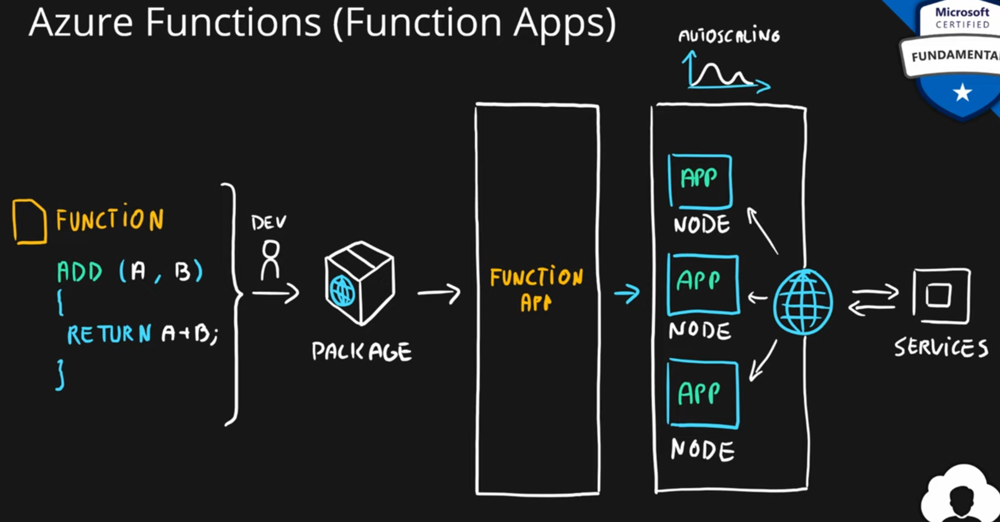 Azure Functions (Function Apps)
AUTOSCALING
Microsoft
CERTIFIED
FUNDAMENTA
FUNCTION
ADD (A, B)
{
RETURN A+B;
}
DEV
PACKAGE
FUNCTION
APP
APP
NODE
APP
NODE
APP
NODE
SERVICES